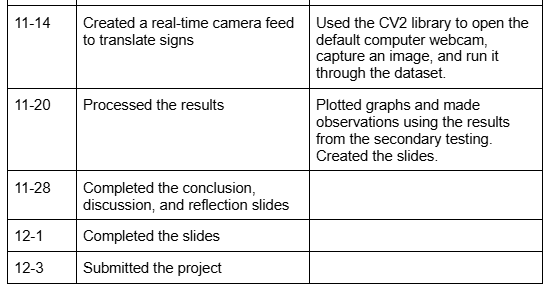 11-14
Created a real-time camera feed
to translate signs
Used the CV2 library to open the
default computer webcam,
capture an image, and run it
through the dataset.
11-20
Processed the results
Plotted graphs and made
observations using the results
from the secondary testing.
Created the slides.
11-28
Completed the conclusion,
discussion, and reflection slides
12-1
Completed the slides
12-3
Submitted the project